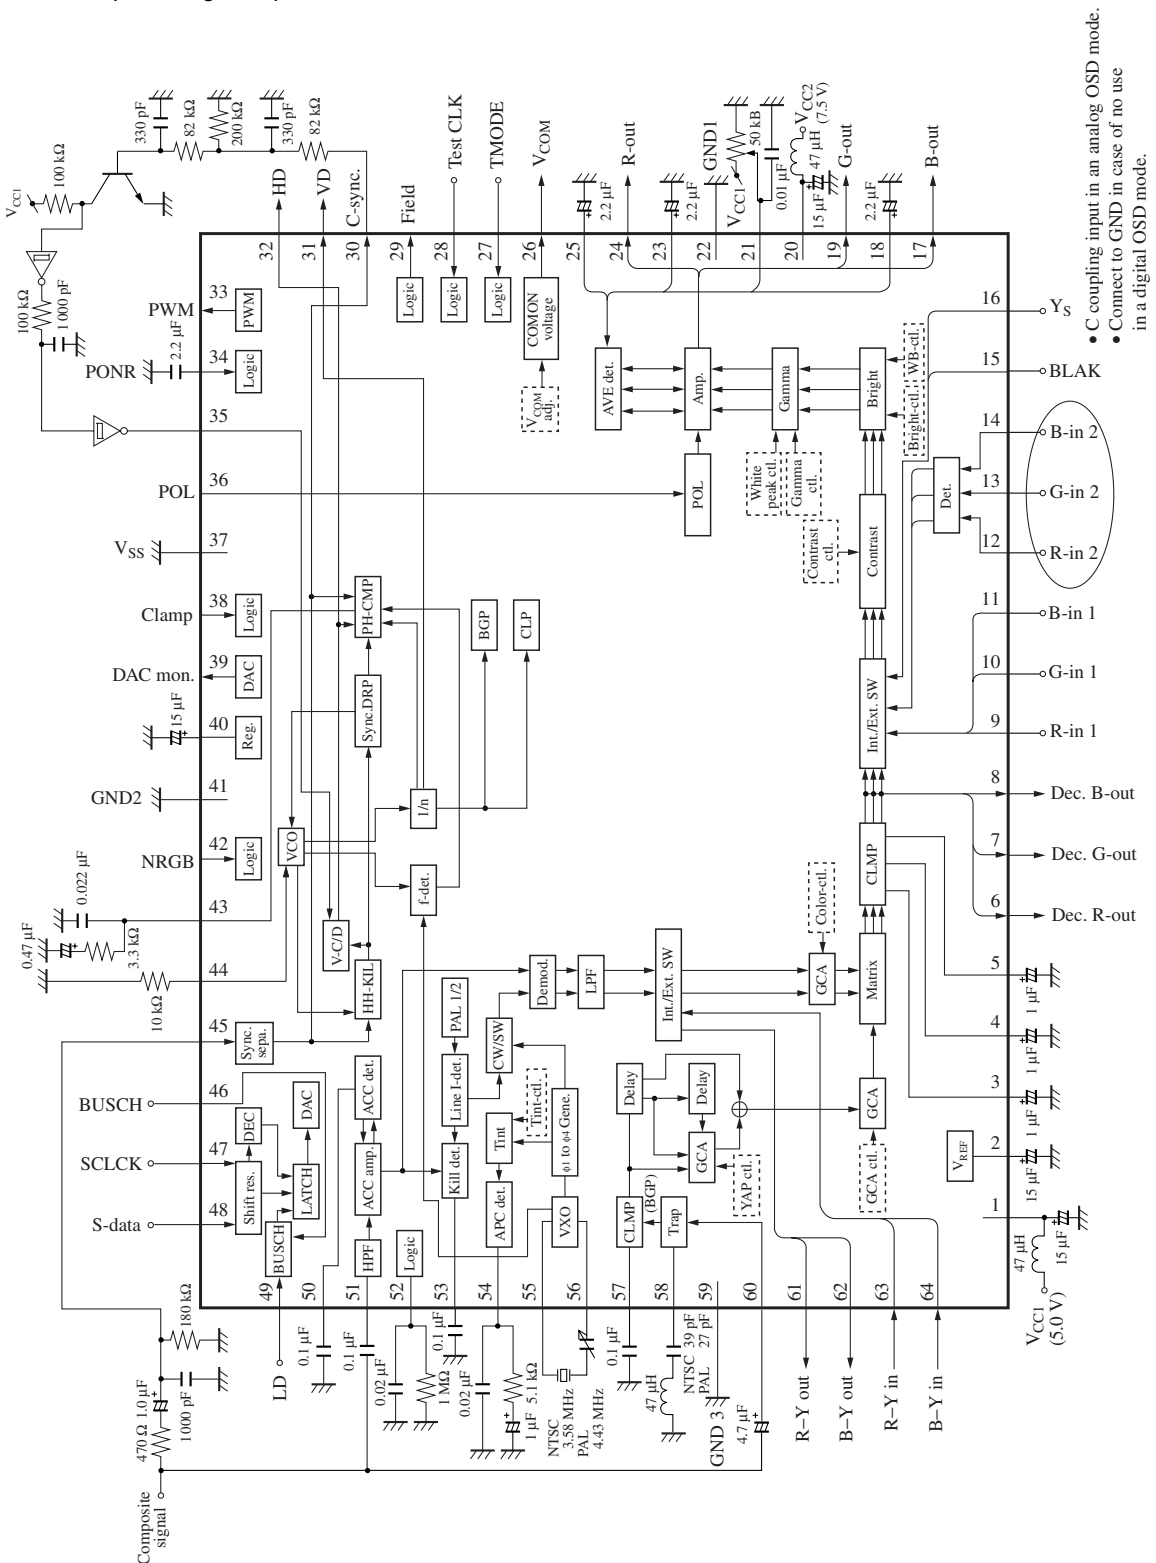 Composite
signal
470 Ω
1.0 µF
1000 pF
180 kΩ
VCC1
100 kΩ
330 pF
82 kΩ
200 kΩ
330 pF
82 kΩ
100 kΩ
1 000 pF
HD
VD
C-sync.
Field
Test CLK
TMODE
VCOM
2.2 µF
R-out
2.2 µF
GND1
VCC1
50 kB
0.01 µF
VCC2
(7.5 V)
47 µH
15 µF
G-out
2.2 µF
B-out
32
31
30
29
28
27
26
25
24
23
22
21
20
19
18
17
Logic
Logic
Logic
COMON
voltage
VCOM
adj.
AVE det.
Amp.
Gamma
Bright
WB-ctl.
Bright-ctl.
White
peak ctl.
Gamma
ctl.
POL
Contrast
ctl.
Contrast
Det.
Int./Ext. SW
PWM
33
PWM
2.2 µF
PONR
34
Logic
35
POL
36
VSS
37
Clamp
38
Logic
DAC mon.
39
DAC
15 µF
40
Reg.
GND2
41
NRGB
42
Logic
0.022 µF
43
0.47 µF
3.3 kΩ
10 kΩ
44
45
Sync.
sepa.
BUSCH
46
SCLCK
47
S-data
48
PH-CMP
Sync.DRP
BGP
CLP
1/n
VCO
f-det.
V-C/D
HH-KIL
DEC
DAC
Shift res.
LATCH
BUSCH
ACC det.
ACC amp.
HPF
PAL 1/2
Line I-det.
Kill det.
Logic
CW/SW
Tint
Tint-ctl.
APC det.
ϕ1 to ϕ4 Gene.
VXO
Demod.
LPF
Int./Ext. SW
Delay
Delay
GCA
YAP ctl.
CLMP
(BGP)
Trap
Color-ctl.
GCA
Matrix
CLMP
GCA
GCA ctl.
VREF
16
YS
15
BLAK
14
B-in 2
13
G-in 2
12
R-in 2
11
B-in 1
10
G-in 1
9
R-in 1
8
Dec. B-out
7
Dec. G-out
6
Dec. R-out
5
1 µF
4
1 µF
3
1 µF
2
15 µF
1
47 µH
15 µF
VCC1
(5.0 V)
49
50
51
52
53
54
55
56
57
58
59
60
61
62
63
64
LD
0.1 µF
0.1 µF
0.02 µF
1 MΩ
0.1 µF
0.02 µF
5.1 kΩ
1 µF
NTSC
3.58 MHz
PAL
4.43 MHz
0.1 µF
47 µH
NTSC 39 pF
PAL 27 pF
GND 3
4.7 µF
R–Y out
B–Y out
R–Y in
B–Y in
• C coupling input in an analog OSD mode.
• Connect to GND in case of no use
in a digital OSD mode.